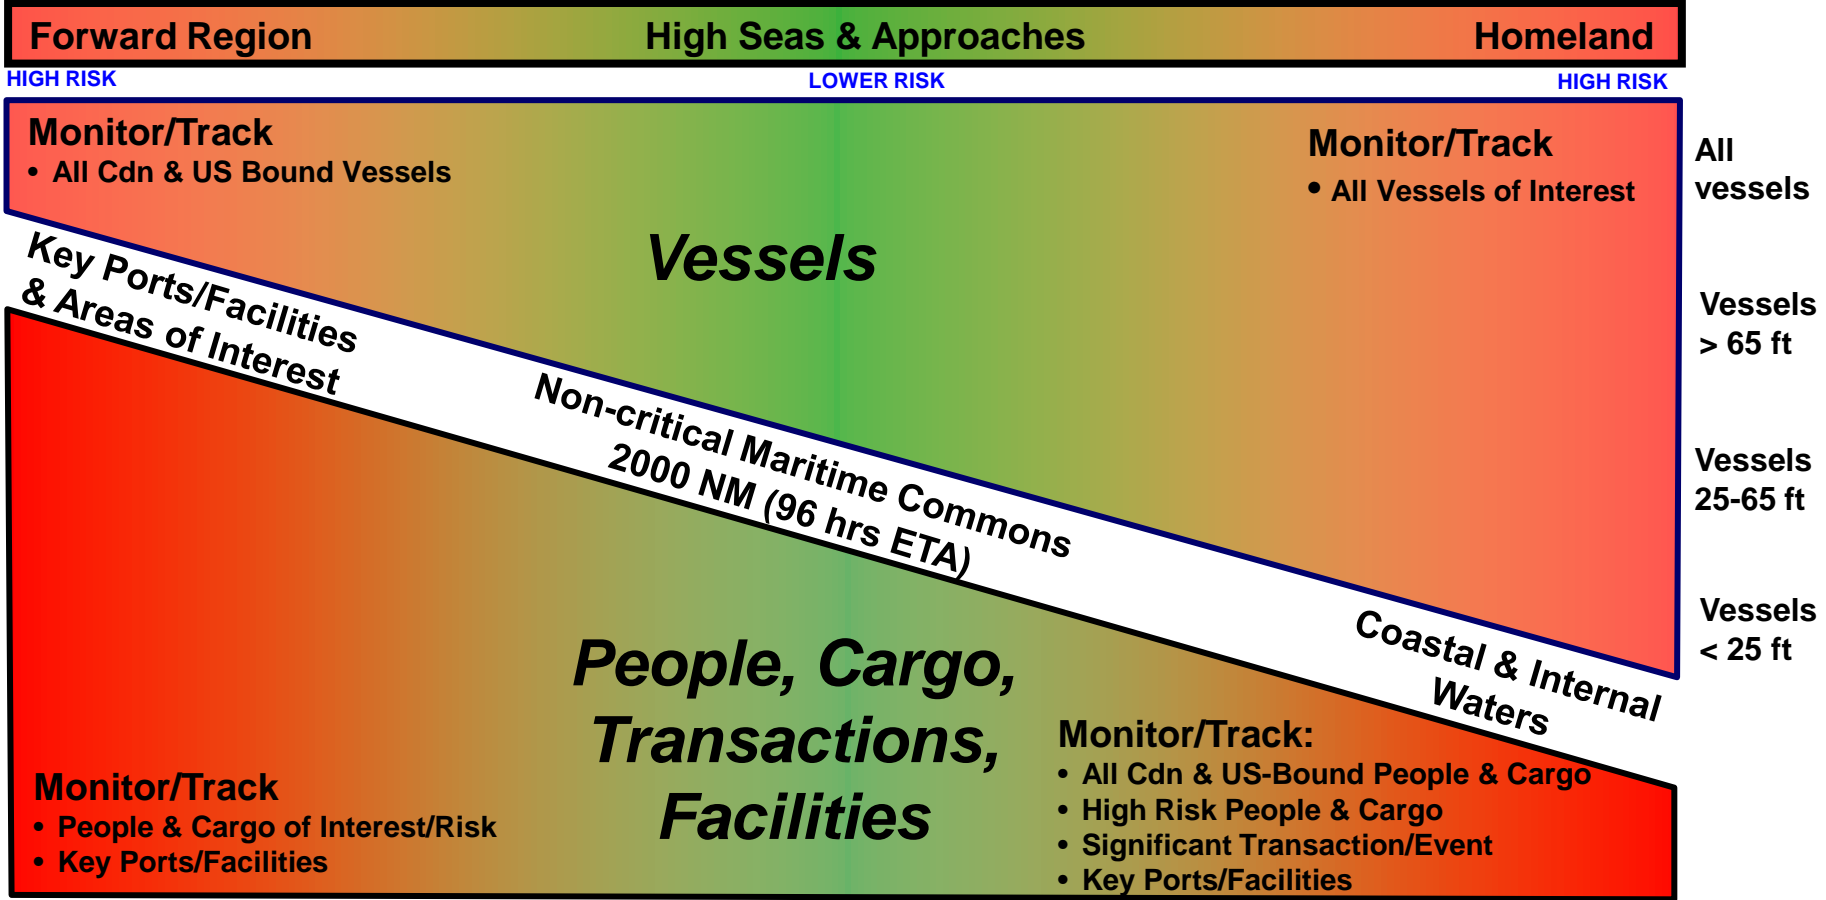 Forward Region
High Seas & Approaches
Homeland
HIGH RISK
LOWER RISK
HIGH RISK
Monitor/Track
• All Cdn & US Bound Vessels
Monitor/Track
• All Vessels of Interest
All
vessels
Vessels
Vessels
> 65 ft
Key Ports/Facilities
& Areas of Interest
Non-critical Maritime Commons
2000 NM (96 hrs ETA)
Vessels
25-65 ft
Coastal & Internal
Waters
Vessels
< 25 ft
People, Cargo,
Transactions,
Facilities
Monitor/Track
• People & Cargo of Interest/Risk
• Key Ports/Facilities
Monitor/Track:
• All Cdn & US-Bound People & Cargo
• High Risk People & Cargo
• Significant Transaction/Event
• Key Ports/Facilities